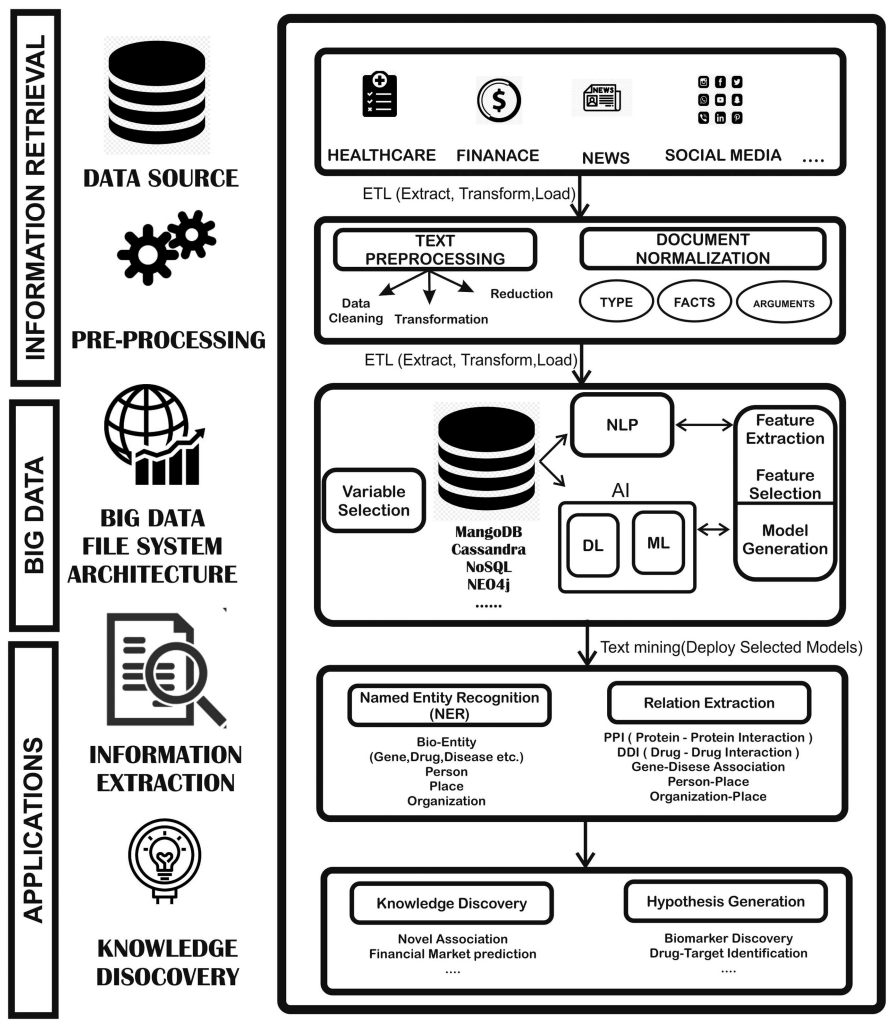 INFORMATION RETRIEVAL
DATA SOURCE
PRE-PROCESSING
BIG DATA
BIG DATA
FILE SYSTEM
ARCHITECTURE
APPLICATIONS
INFORMATION
EXTRACTION
KNOWLEDGE
DISOCOVERY
NEWS
HEALTHCARE
FINANACE
NEWS
SOCIAL MEDIA
....
ETL (Extract, Transform,Load)
TEXT
PREPROCESSING
Data
Cleaning
Transformation
Reduction
DOCUMENT
NORMALIZATION
TYPE
FACTS
ARGUMENTS
ETL (Extract, Transform,Load)
Variable
Selection
MangoDB
Cassandra
NoSQL
NEO4j
......
NLP
AI
DL
ML
Feature
Extraction
Feature
Selection
Model
Generation
Text mining(Deploy Selected Models)
Named Entity Recognition
(NER)
Bio-Entity
(Gene,Drug,Disease etc.)
Person
Place
Organization
Relation Extraction
PPI ( Protein - Protein Interaction )
DDI ( Drug - Drug Interaction )
Gene-Disese Association
Person-Place
Organization-Place
Knowledge Discovery
Novel Association
Financial Market prediction
....
Hypothesis Generation
Biomarker Discovery
Drug-Target Identification
....